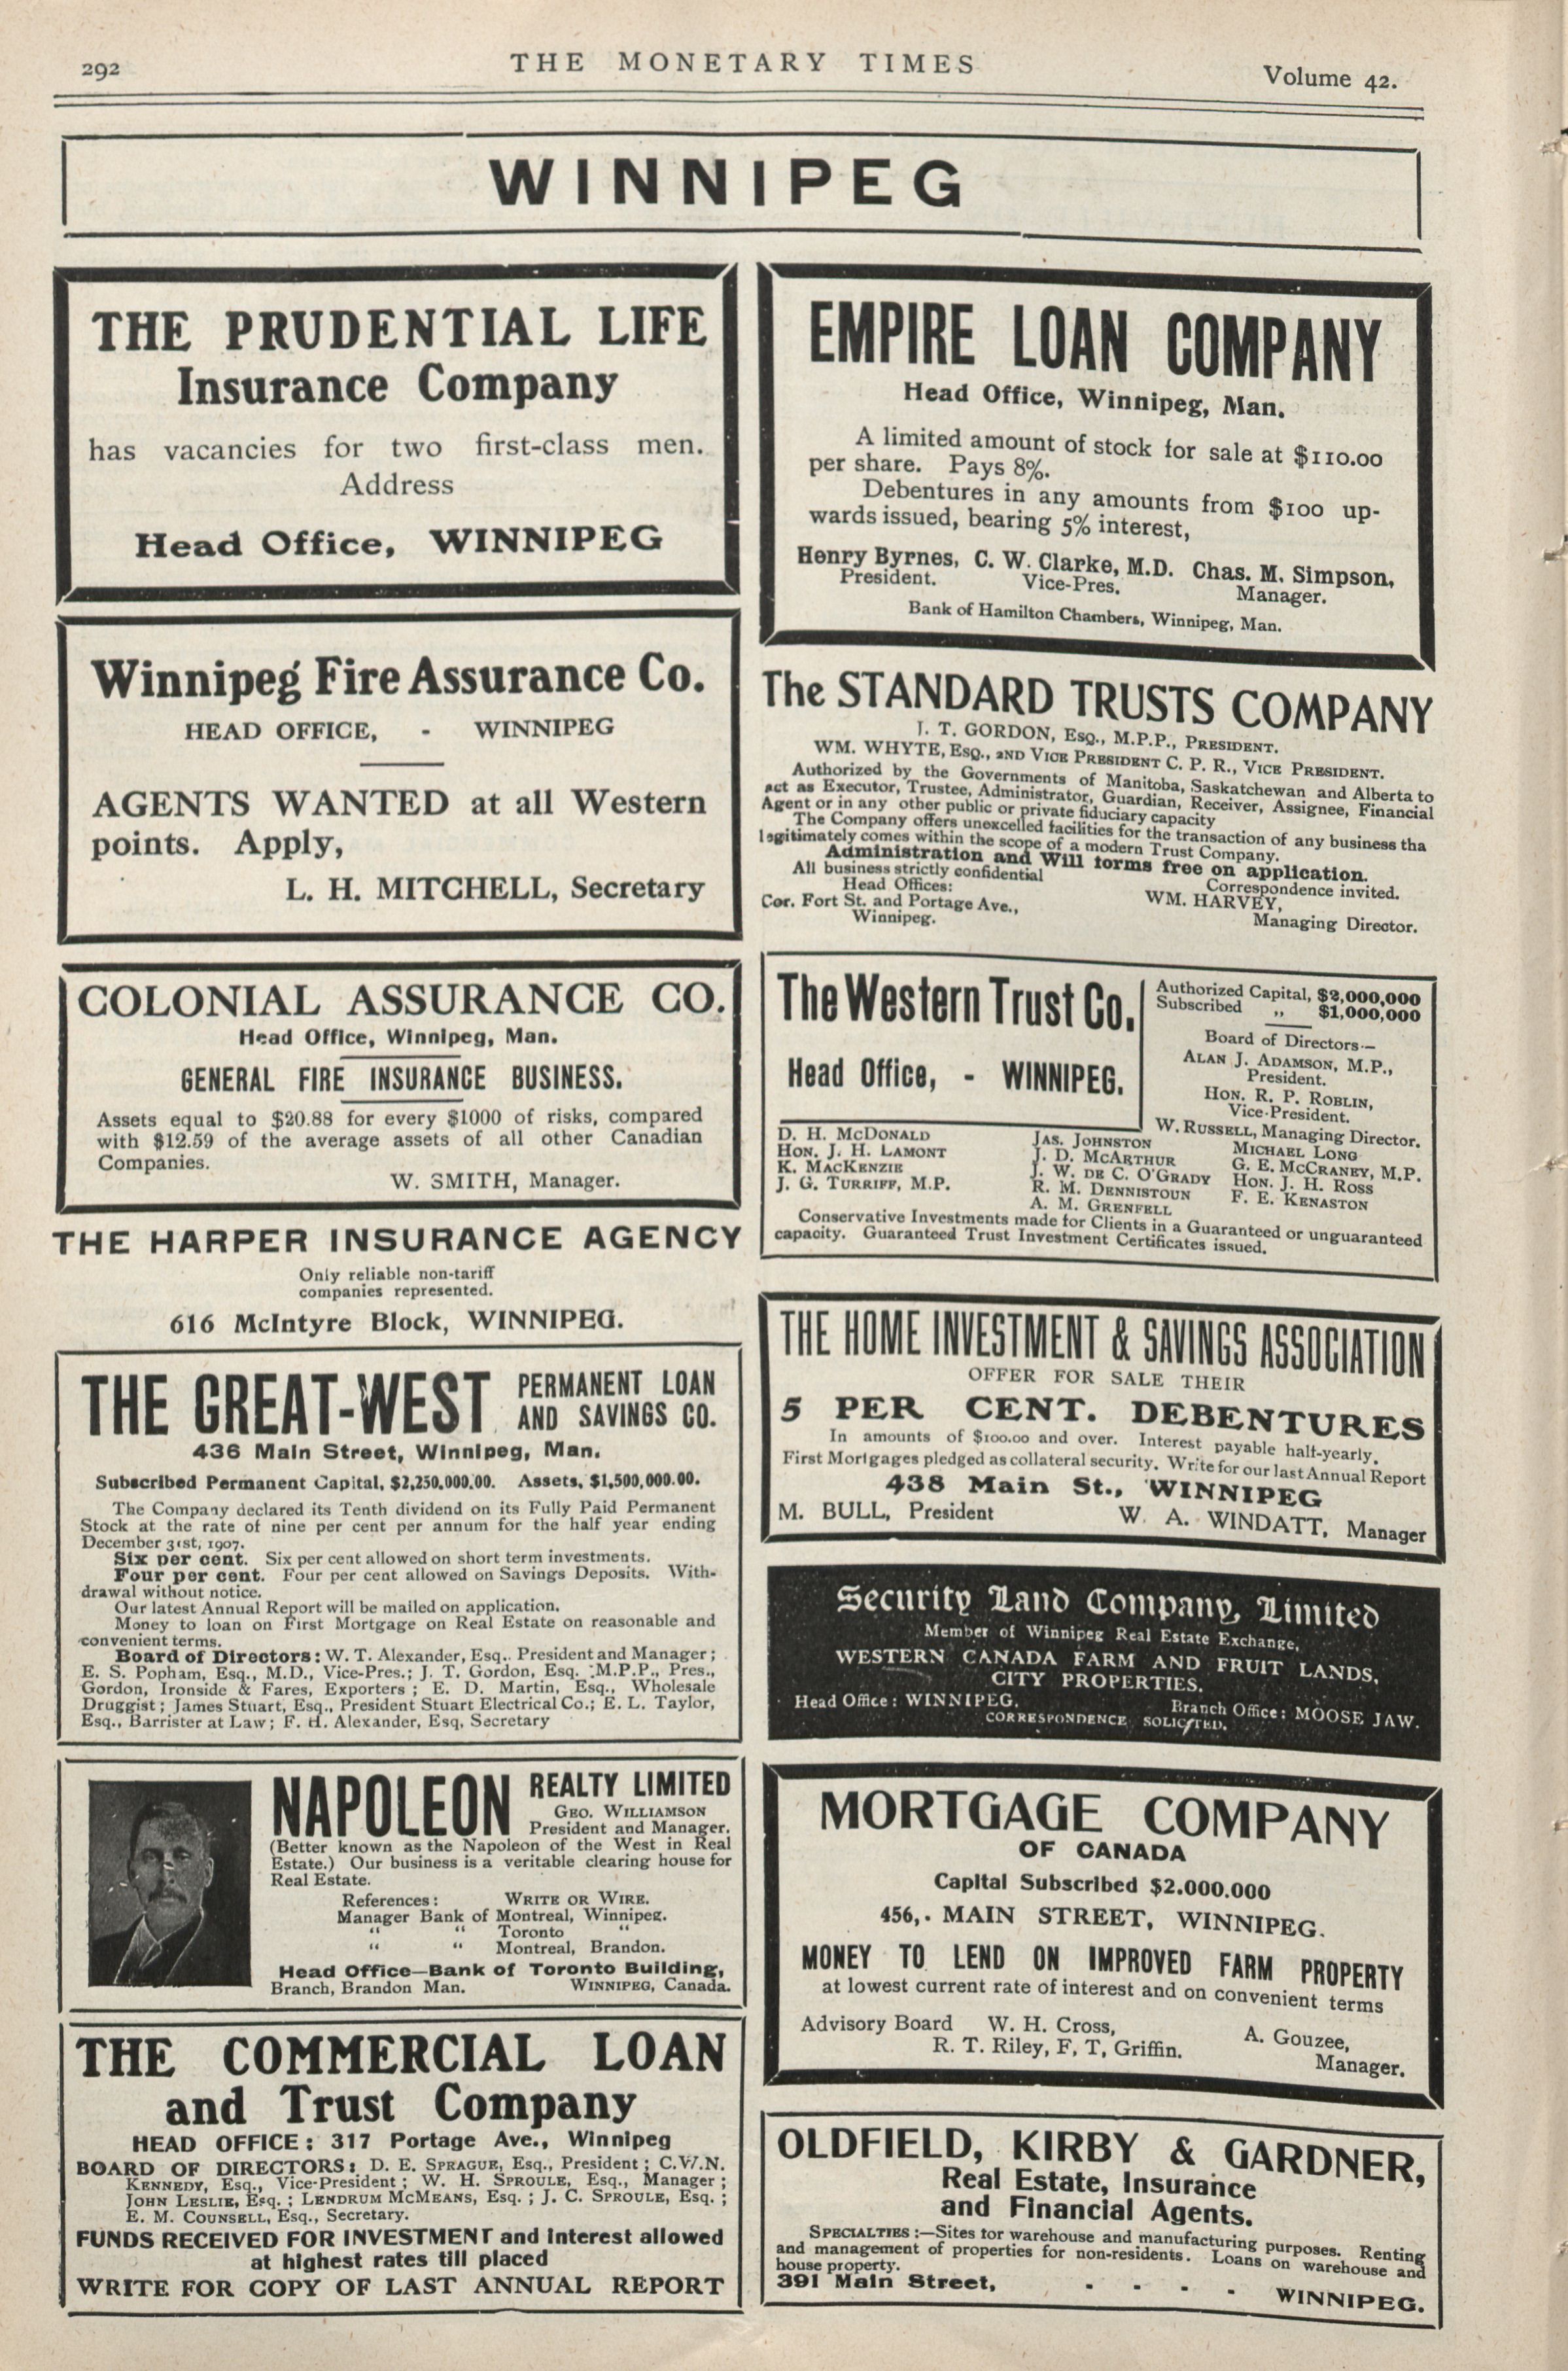 292
THE MONETARY TIMES
Volume 42.
WINNIPEG
THE PRUDENTIAL LIFE
Insurance Company
has vacancies for two first-class men.
Address
Head Office, WINNIPEG
Winnipeg Fire Assurance Co.
HEAD OFFICE, - WINNIPEG
AGENTS WANTED at all Western
points. Apply,
L. H. MITCHELL, Secretary
COLONIAL ASSURANCE CO.
Head Office, Winnipeg, Man.
GENERAL FIRE INSURANCE BUSINESS.
Assets equal to $20.88 for every $1000 of risks, compared
with $12.59 of the average assets of all other Canadian
Companies.
W. SMITH, Manager.
THE HARPER INSURANCE AGENCY
Only reliable non-tariff
companies represented.
616 McIntyre Block, WINNIPEG.
THE GREAT-WEST PERMANENT LOAN
AND SAVINGS CO.
436 Main Street, Winnipeg, Man.
Subscribed Permanent Capital, $2,250,000.00. Assets, $1,500,000.00.
The Company declared its Tenth dividend on its Fully Paid Permanent
Stock at the rate of nine per cent per annum for the half year ending
December 31st, 1907.
Six per cent. Six per cent allowed on short term investments.
Four per cent. Four per cent allowed on Savings Deposits. With-
drawal without notice.
Our latest Annual Report will be mailed on application.
Money to loan on First Mortgage on Real Estate on reasonable and
convenient terms.
Board of Directors: W. T. Alexander, Esq.. President and Manager;
E. S. Popham, Esq., M.D., Vice-Pres.; J. T. Gordon, Esq. M.P.P., Pres.,
Gordon, Ironside & Fares, Exporters; E. D. Martin, Esq., Wholesale
Druggist; James Stuart, Esq., President Stuart Electrical Co.; E. L. Taylor,
Esq., Barrister at Law; F. H. Alexander, Esq, Secretary
NAPOLEON REALTY LIMITED
GEO. WILLIAMSON
President and Manager.
(Better known as the Napoleon of the West in Real
Estate.) Our business is a veritable clearing house for
Real Estate.
References: WRITE OR WIRE.
Manager Bank of Montreal, Winnipeg.
" " Toronto "
" " Montreal, Brandon.
Head Office—Bank of Toronto Building,
Branch, Brandon Man. WINNIPEG, Canada.
THE COMMERCIAL LOAN
and Trust Company
HEAD OFFICE: 317 Portage Ave., Winnipeg
BOARD OF DIRECTORS: D. E. SPRAGUE, Esq., President; C.W.N.
KENNEDY, Esq., Vice-President; W. H. SPROULE, Esq., Manager;
JOHN LESLIE, Esq.; LENDRUM MCMEANS, Esq.; J. C. SPROULE, Esq.;
E. M. COUNSELL, Esq., Secretary.
FUNDS RECEIVED FOR INVESTMENT and Interest allowed
at highest rates till placed
WRITE FOR COPY OF LAST ANNUAL REPORT
EMPIRE LOAN COMPANY
Head Office, Winnipeg, Man.
A limited amount of stock for sale at $110.00
per share. Pays 8%.
Debentures in any amounts from $100 up-
wards issued, bearing 5% interest,
Henry Byrnes, C. W. Clarke, M.D. Chas. M. Simpson,
President. Vice-Pres. Manager.
Bank of Hamilton Chambers, Winnipeg, Man.
The STANDARD TRUSTS COMPANY
J. T. GORDON, ESQ., M.P.P., PRESIDENT.
WM. WHYTE, ESQ., 2ND VICE PRESIDENT C. P. R., VICE PRESIDENT.
Authorized by the Governments of Manitoba, Saskatchewan and Alberta to
act as Executor, Trustee, Administrator, Guardian, Receiver, Assignee, Financial
Agent or in any other public or private fiduciary capacity
The Company offers unexcelled facilities for the transaction of any business tha
legitimately comes within the scope of a modern Trust Company.
Administration and Will forms free on application.
All business strictly confidential Correspondence invited.
Head Offices: WM. HARVEY,
Cor. Fort St. and Portage Ave., Managing Director.
Winnipeg.
The Western Trust Co.
Head Office, - WINNIPEG.
Authorized Capital, $2,000,000
Subscribed ,, $1,000,000
Board of Directors—
ALAN J. ADAMSON, M.P.,
President.
HON. R. P. ROBLIN,
Vice-President.
W. RUSSELL, Managing Director.
D. H. MCDONALD JAS. JOHNSTON MICHAEL LONG
HON. J. H. LAMONT J. D. MCARTHUR G. E. MCCRANEY, M.P.
K. MACKENZIE J. W. DE C. O'GRADY HON. J. H. ROSS
J. G. TURRIFF, M.P. R. M. DENNISTOUN F. E. KENASTON
A. M. GRENFELL
Conservative Investments made for Clients in a Guaranteed or unguaranteed
capacity. Guaranteed Trust Investment Certificates issued.
THE HOME INVESTMENT & SAVINGS ASSOCIATION
OFFER FOR SALE THEIR
5 PER CENT. DEBENTURES
In amounts of $100.00 and over. Interest payable half-yearly.
First Mortgages pledged as collateral security. Write for our last Annual Report
438 Main St., WINNIPEG
M. BULL, President W. A. WINDATT, Manager
Security Land Company, Limited
Member of Winnipeg Real Estate Exchange,
WESTERN CANADA FARM AND FRUIT LANDS,
CITY PROPERTIES.
Head Office: WINNIPEG. Branch Office: MOOSE JAW.
CORRESPONDENCE SOLICITED.
MORTGAGE COMPANY
OF CANADA
Capital Subscribed $2.000.000
456,. MAIN STREET, WINNIPEG.
MONEY TO LEND ON IMPROVED FARM PROPERTY
at lowest current rate of interest and on convenient terms
Advisory Board W. H. Cross, A. Gouzee,
R. T. Riley, F, T, Griffin. Manager.
OLDFIELD, KIRBY & GARDNER,
Real Estate, Insurance
and Financial Agents.
SPECIALTIES:—Sites for warehouse and manufacturing purposes. Renting
and management of properties for non-residents. Loans on warehouse and
house property.
391 Main Street, - - - - WINNIPEG.